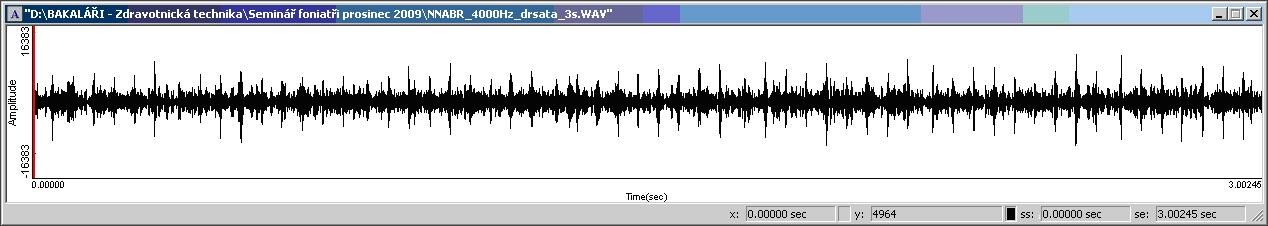 A "D:\BAKALÁŘI - Zdravotnická technika\Seminář foniatři prosinec 2009\NNABR_4000Hz_drsata_3s.WAV"
16383
Amplitude
-16383
0.00000 3.00245
Time(sec)
x: 0.00000 sec y: 4964 ss: 0.00000 sec se: 3.00245 sec